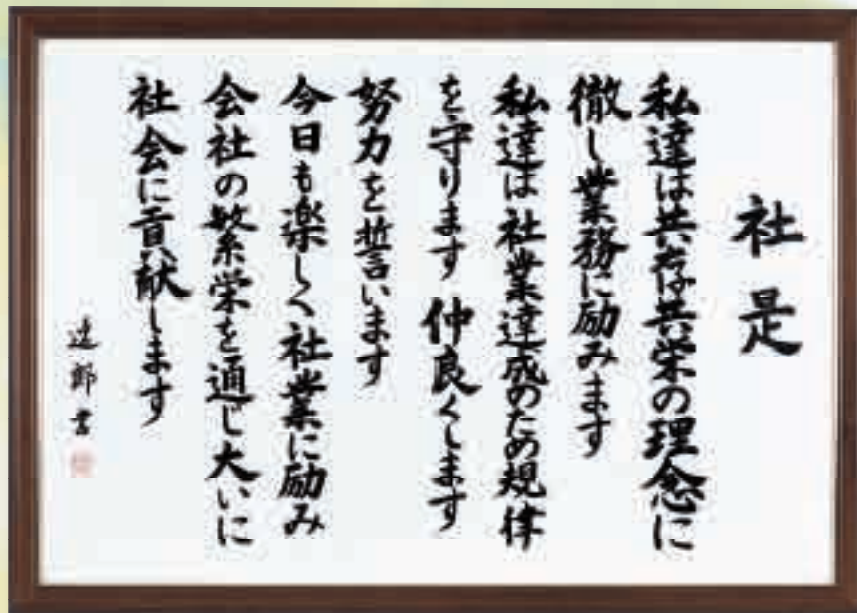 社是
私達は共存共栄の理念に
徹し業務に励みます
私達は社業達成のため規律
を守ります 仲良くします
努力を誓います
今日も楽しく社業に励み
会社の繁栄を通じ大いに
社会に貢献します
達郎書